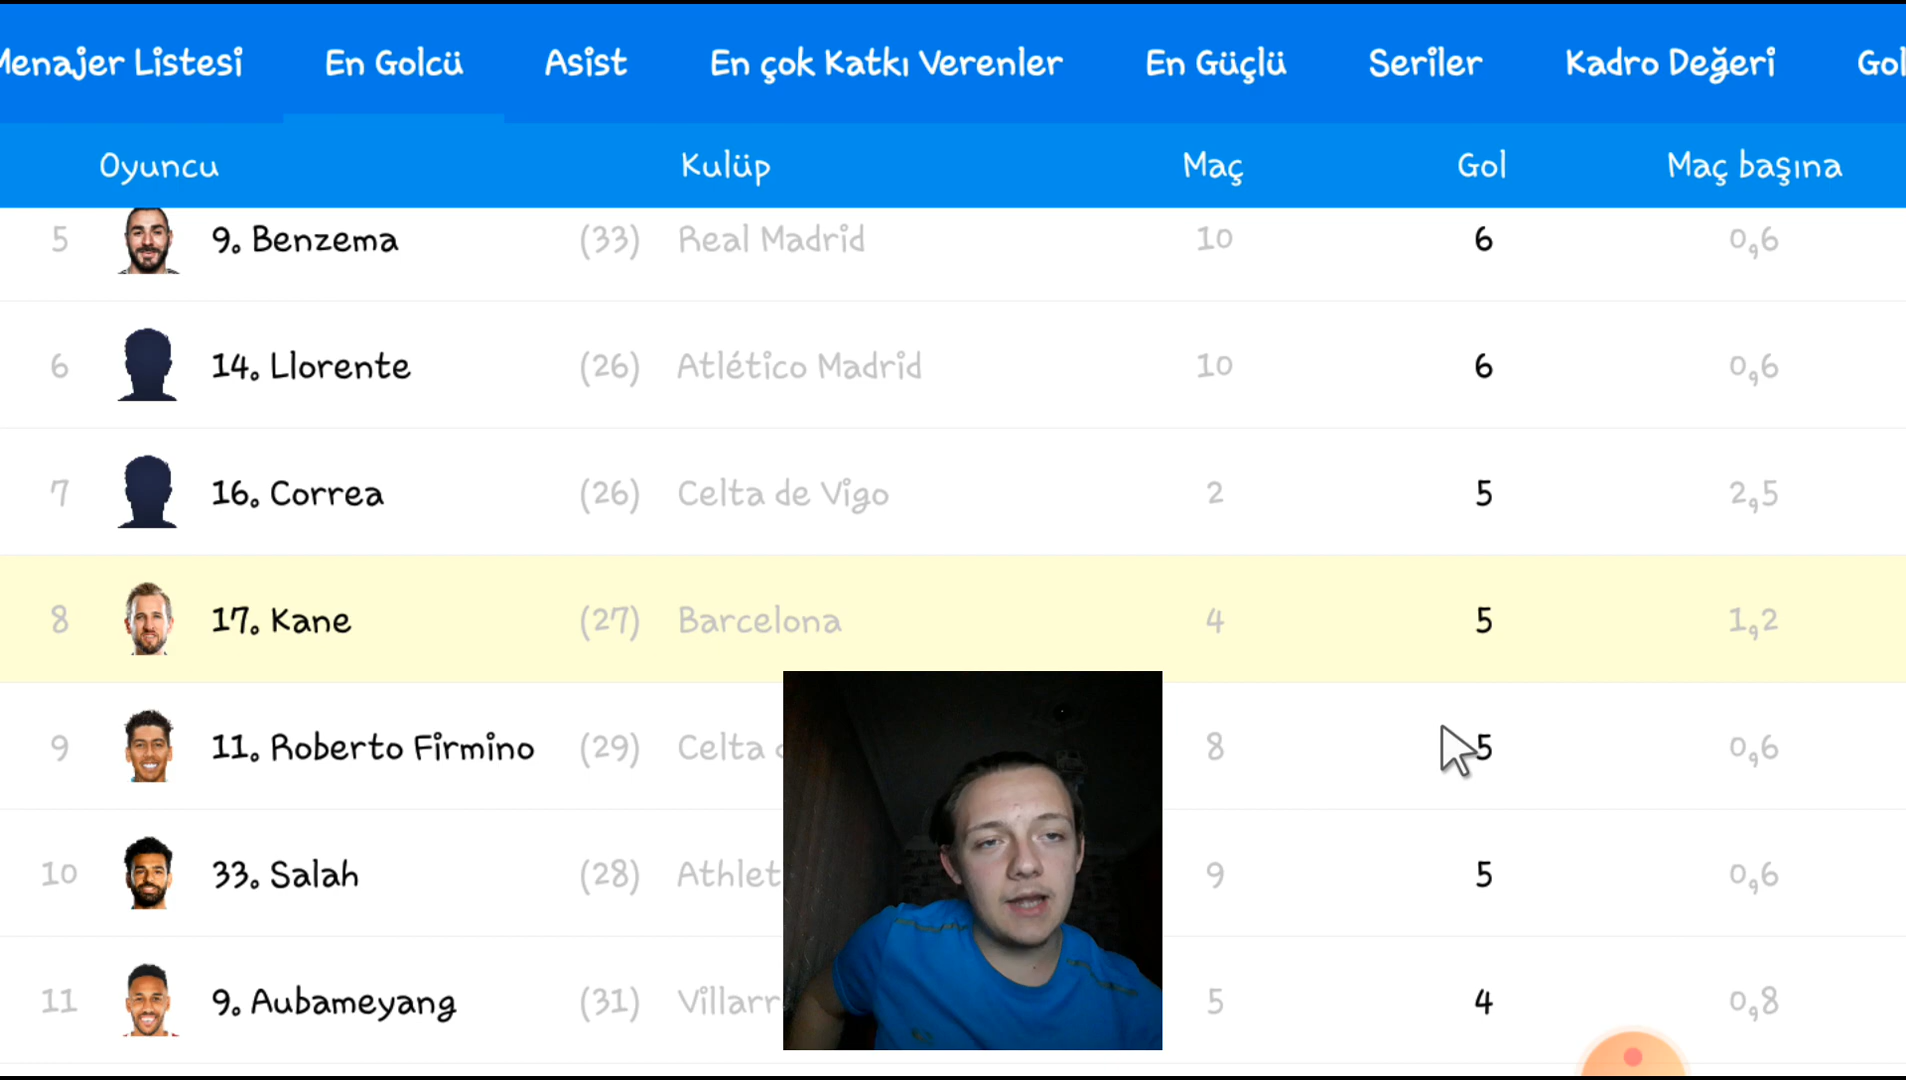 Menajer Listesi En Golcü Asist En çok Katkı Verenler En Güçlü Seriler Kadro Değeri
Oyuncu Kulüp Maç Gol Maç başına
5 9. Benzema (33) Real Madrid 10 6 0,6
6 14. Llorente (26) Atlético Madrid 10 6 0,6
7 16. Correa (26) Celta de Vigo 2 5 2,5
8 17. Kane (27) Barcelona 4 5 1,2
9 11. Roberto Firmino (29) Celta 8 5 0,6
10 33. Salah (28) Athlet 9 5 0,6
11 9. Aubameyang (31) Villarr 5 4 0,8